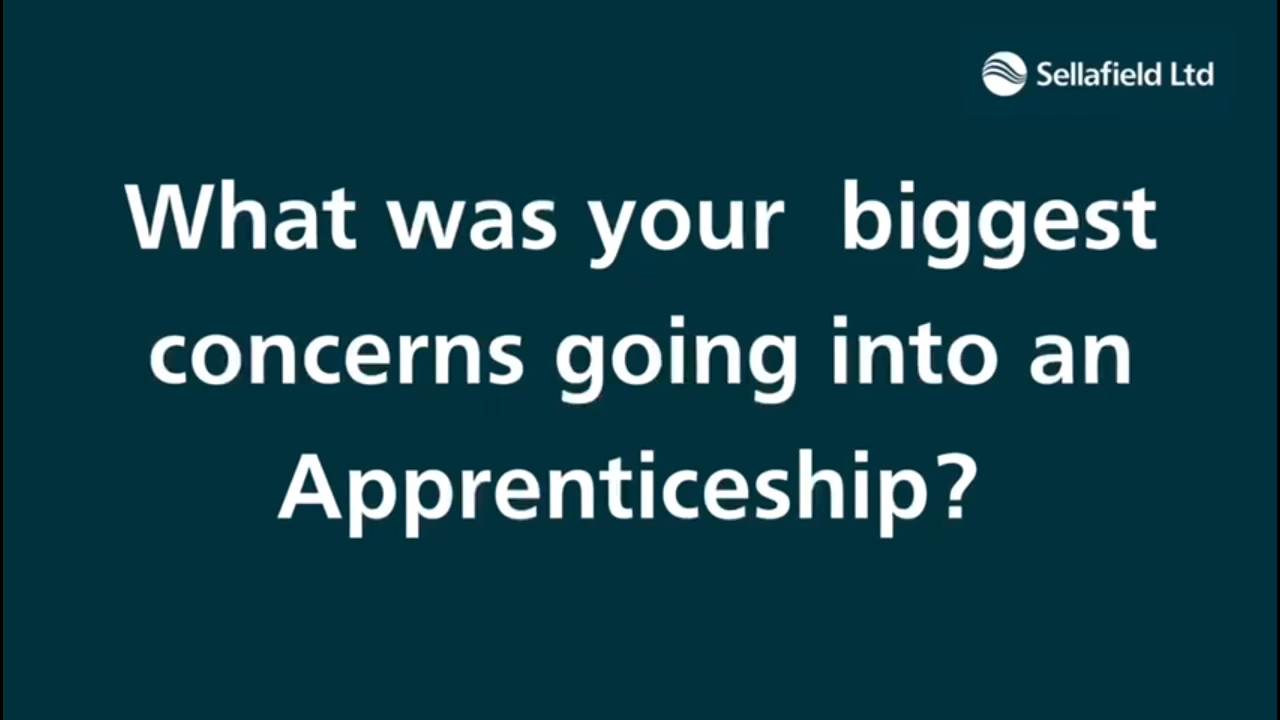 Sellafield Ltd
What was your  biggest
concerns going into an
Apprenticeship?